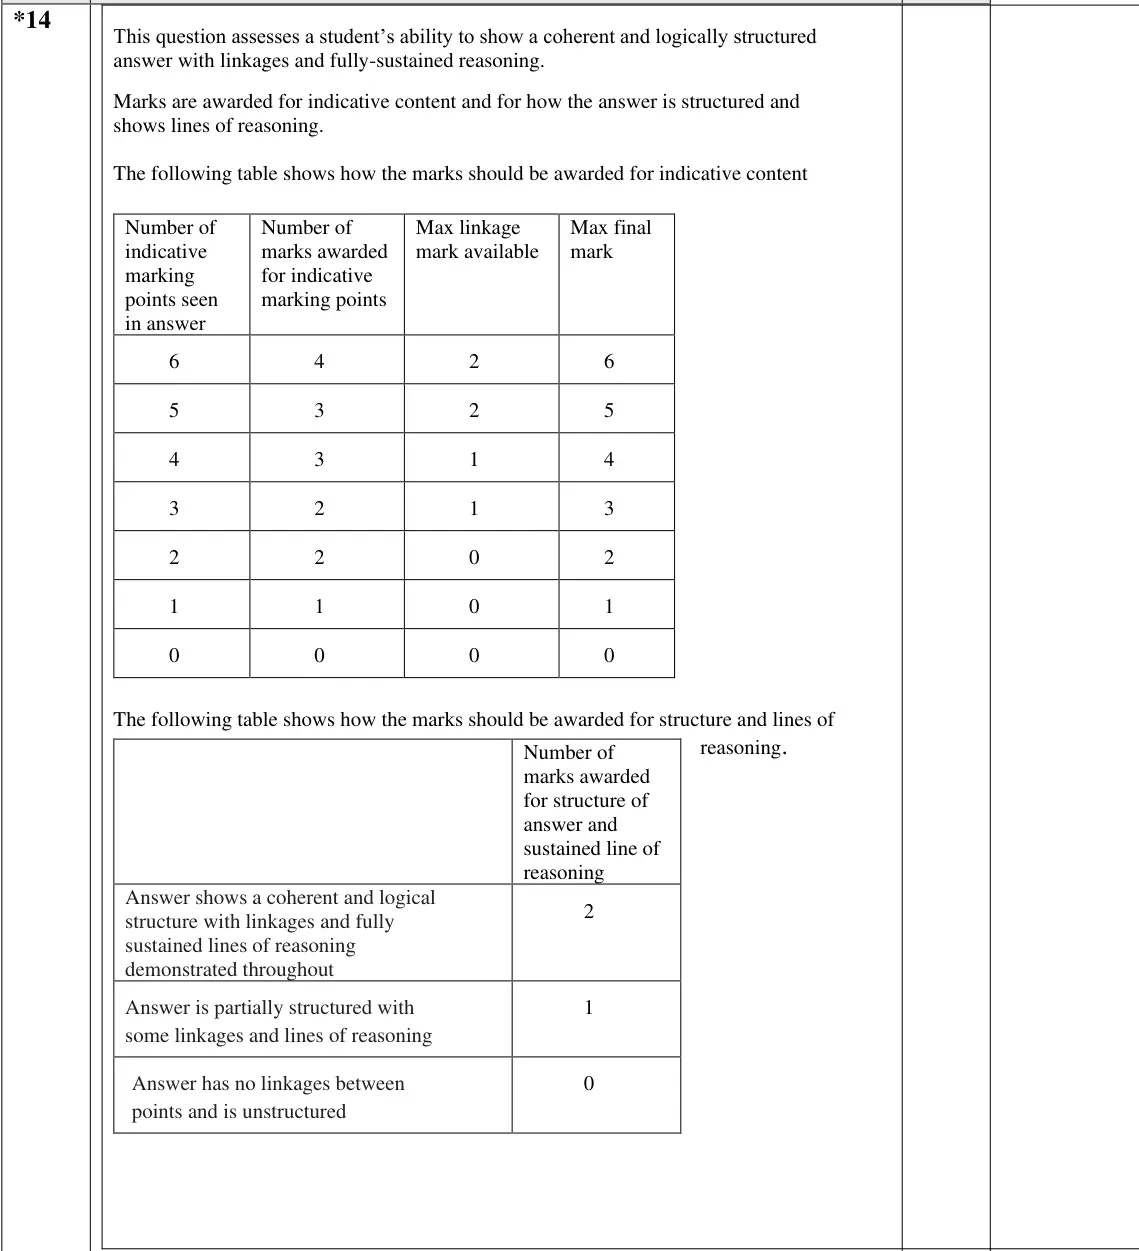 *14
This question assesses a student’s ability to show a coherent and logically structured
answer with linkages and fully-sustained reasoning.
Marks are awarded for indicative content and for how the answer is structured and
shows lines of reasoning.
The following table shows how the marks should be awarded for indicative content
Number of
indicative
marking
points seen
in answer
Number of
marks awarded
for indicative
marking points
Max linkage
mark available
Max final
mark
6 4 2 6
5 3 2 5
4 3 1 4
3 2 1 3
2 2 0 2
1 1 0 1
0 0 0 0
The following table shows how the marks should be awarded for structure and lines of
reasoning.
Number of
marks awarded
for structure of
answer and
sustained line of
reasoning
Answer shows a coherent and logical
structure with linkages and fully
sustained lines of reasoning
demonstrated throughout
2
Answer is partially structured with
some linkages and lines of reasoning
1
Answer has no linkages between
points and is unstructured
0